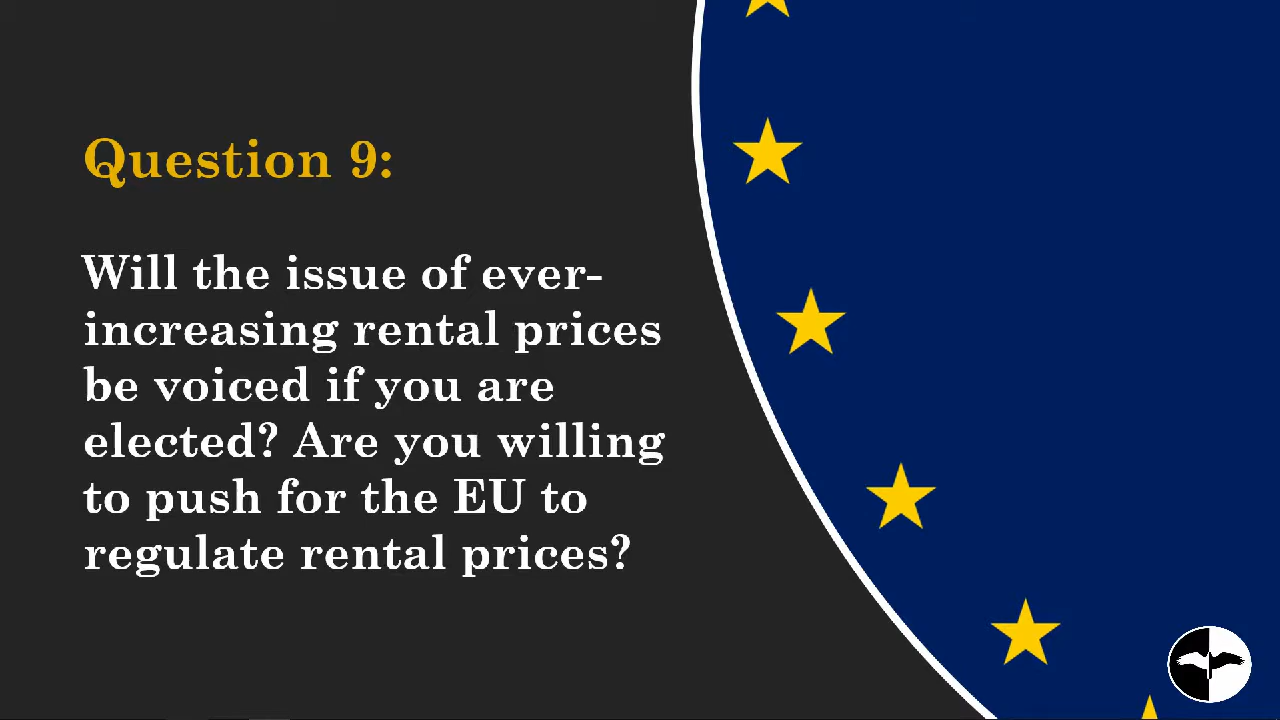 Question 9:
Will the issue of ever-
increasing rental prices
be voiced if you are
elected? Are you willing
to push for the EU to
regulate rental prices?